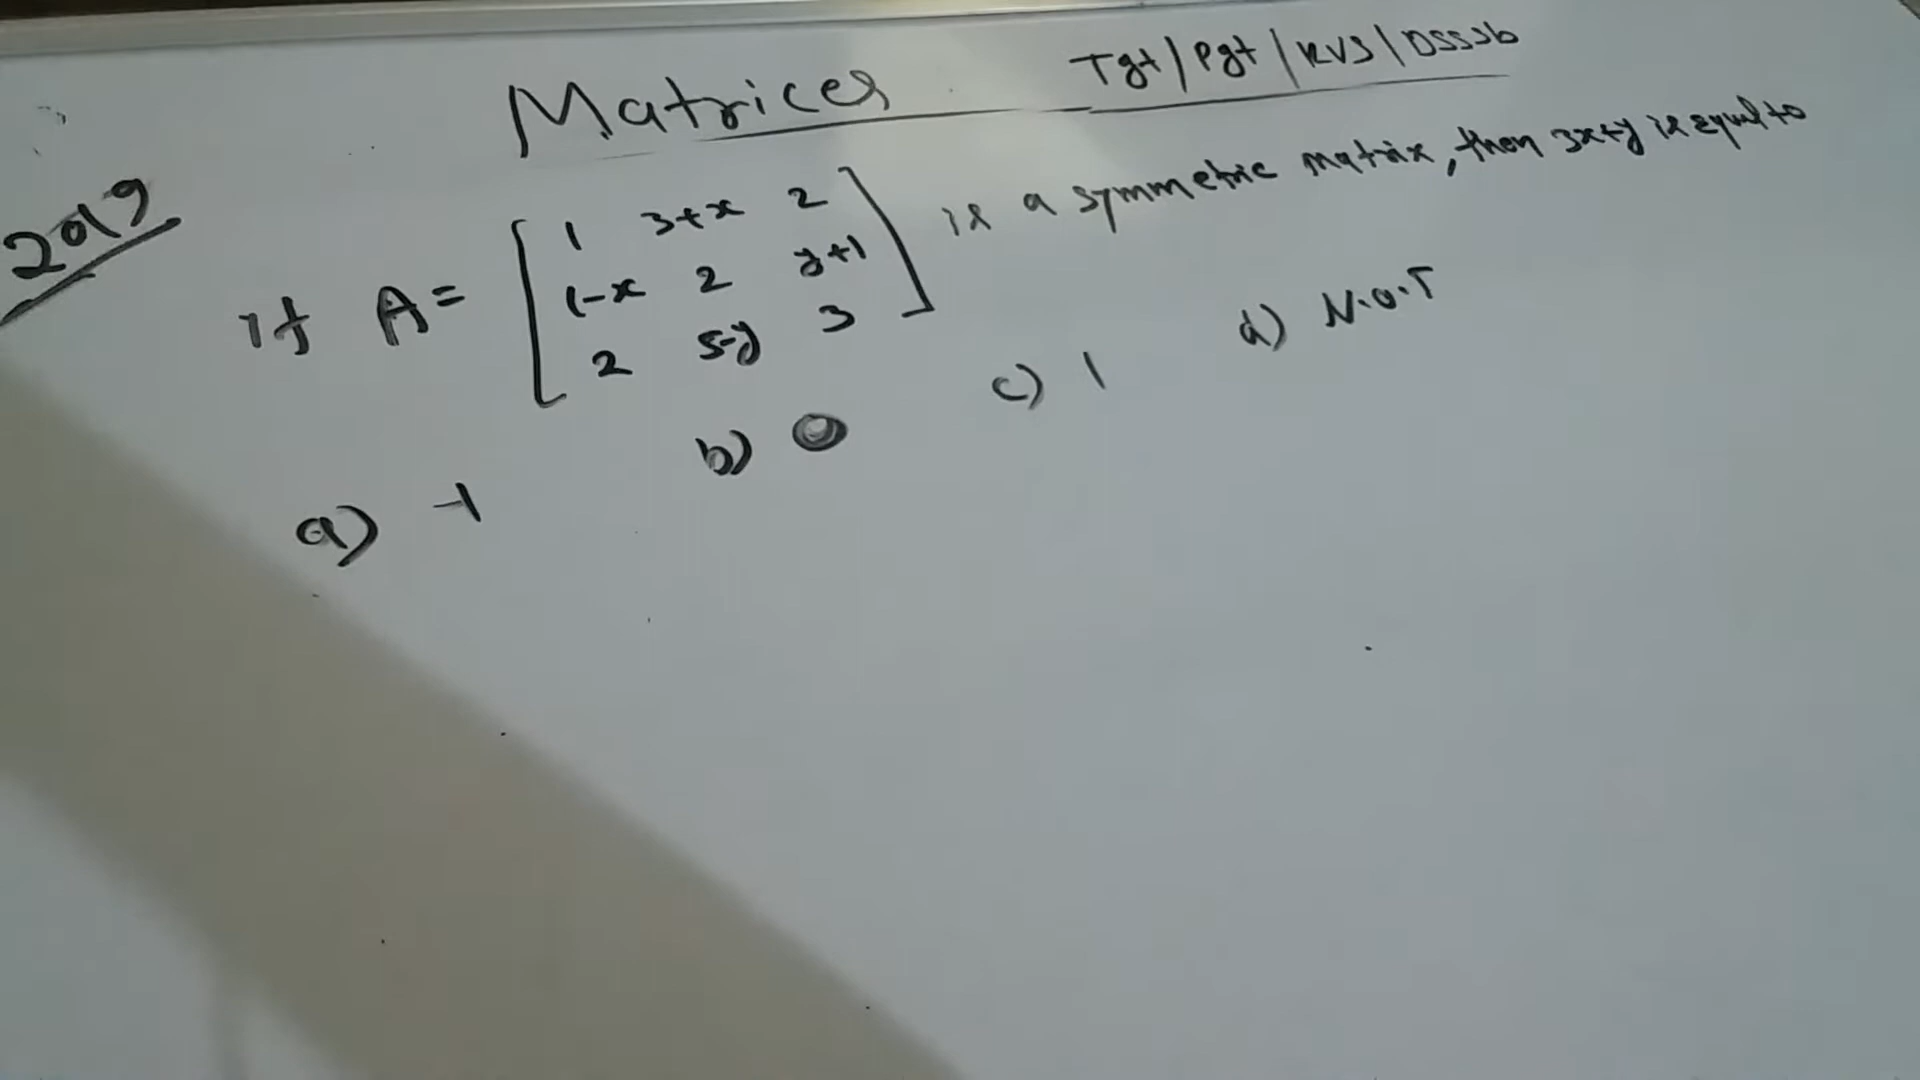 Matrices Tgt/Pgt/KVS/DSSSb
2019
if A= [1 3+x 2
1-x 2 y+1
2 5-y 3] is a symmetric matrix, then 3x+y is equal to
a) -1 b) 0 c) 1 d) N.O.T